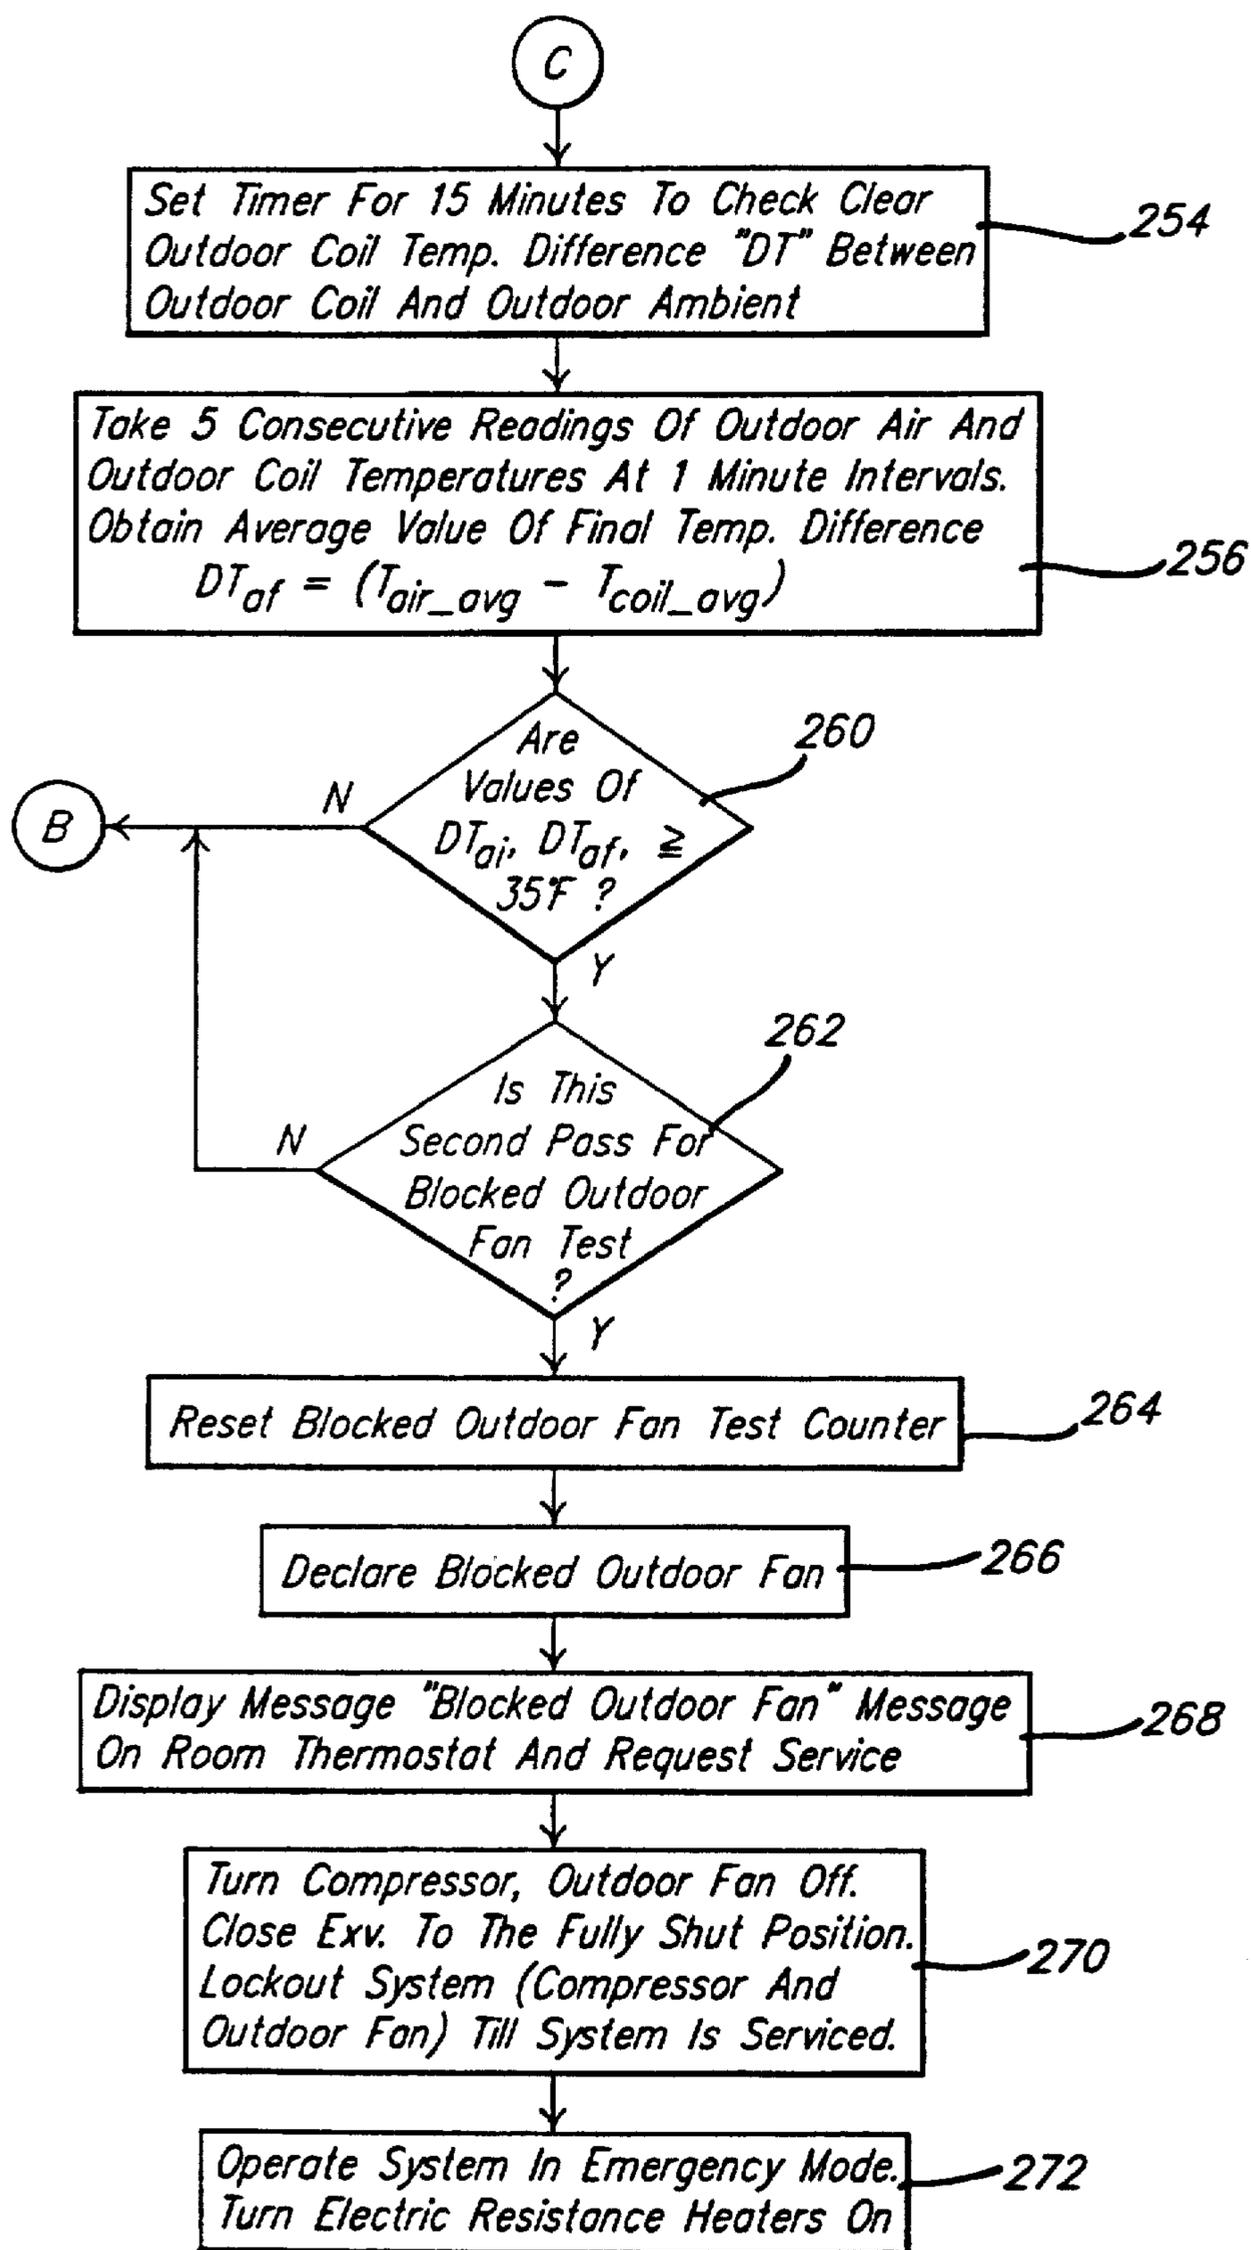 C
Set Timer For 15 Minutes To Check Clear
Outdoor Coil Temp. Difference "DT" Between
Outdoor Coil And Outdoor Ambient
254
Take 5 Consecutive Readings Of Outdoor Air And
Outdoor Coil Temperatures At 1 Minute Intervals.
Obtain Average Value Of Final Temp. Difference
DTaf = (Tair_avg - Tcoil_avg)
256
Are
Values Of
DTai, DTaf, ≧
35°F ?
260
N
B
Y
Is This
Second Pass For
Blocked Outdoor
Fan Test
?
262
N
Y
Reset Blocked Outdoor Fan Test Counter
264
Declare Blocked Outdoor Fan
266
Display Message "Blocked Outdoor Fan" Message
On Room Thermostat And Request Service
268
Turn Compressor, Outdoor Fan Off.
Close Exv. To The Fully Shut Position.
Lockout System (Compressor And
Outdoor Fan) Till System Is Serviced.
270
Operate System In Emergency Mode.
Turn Electric Resistance Heaters On
272